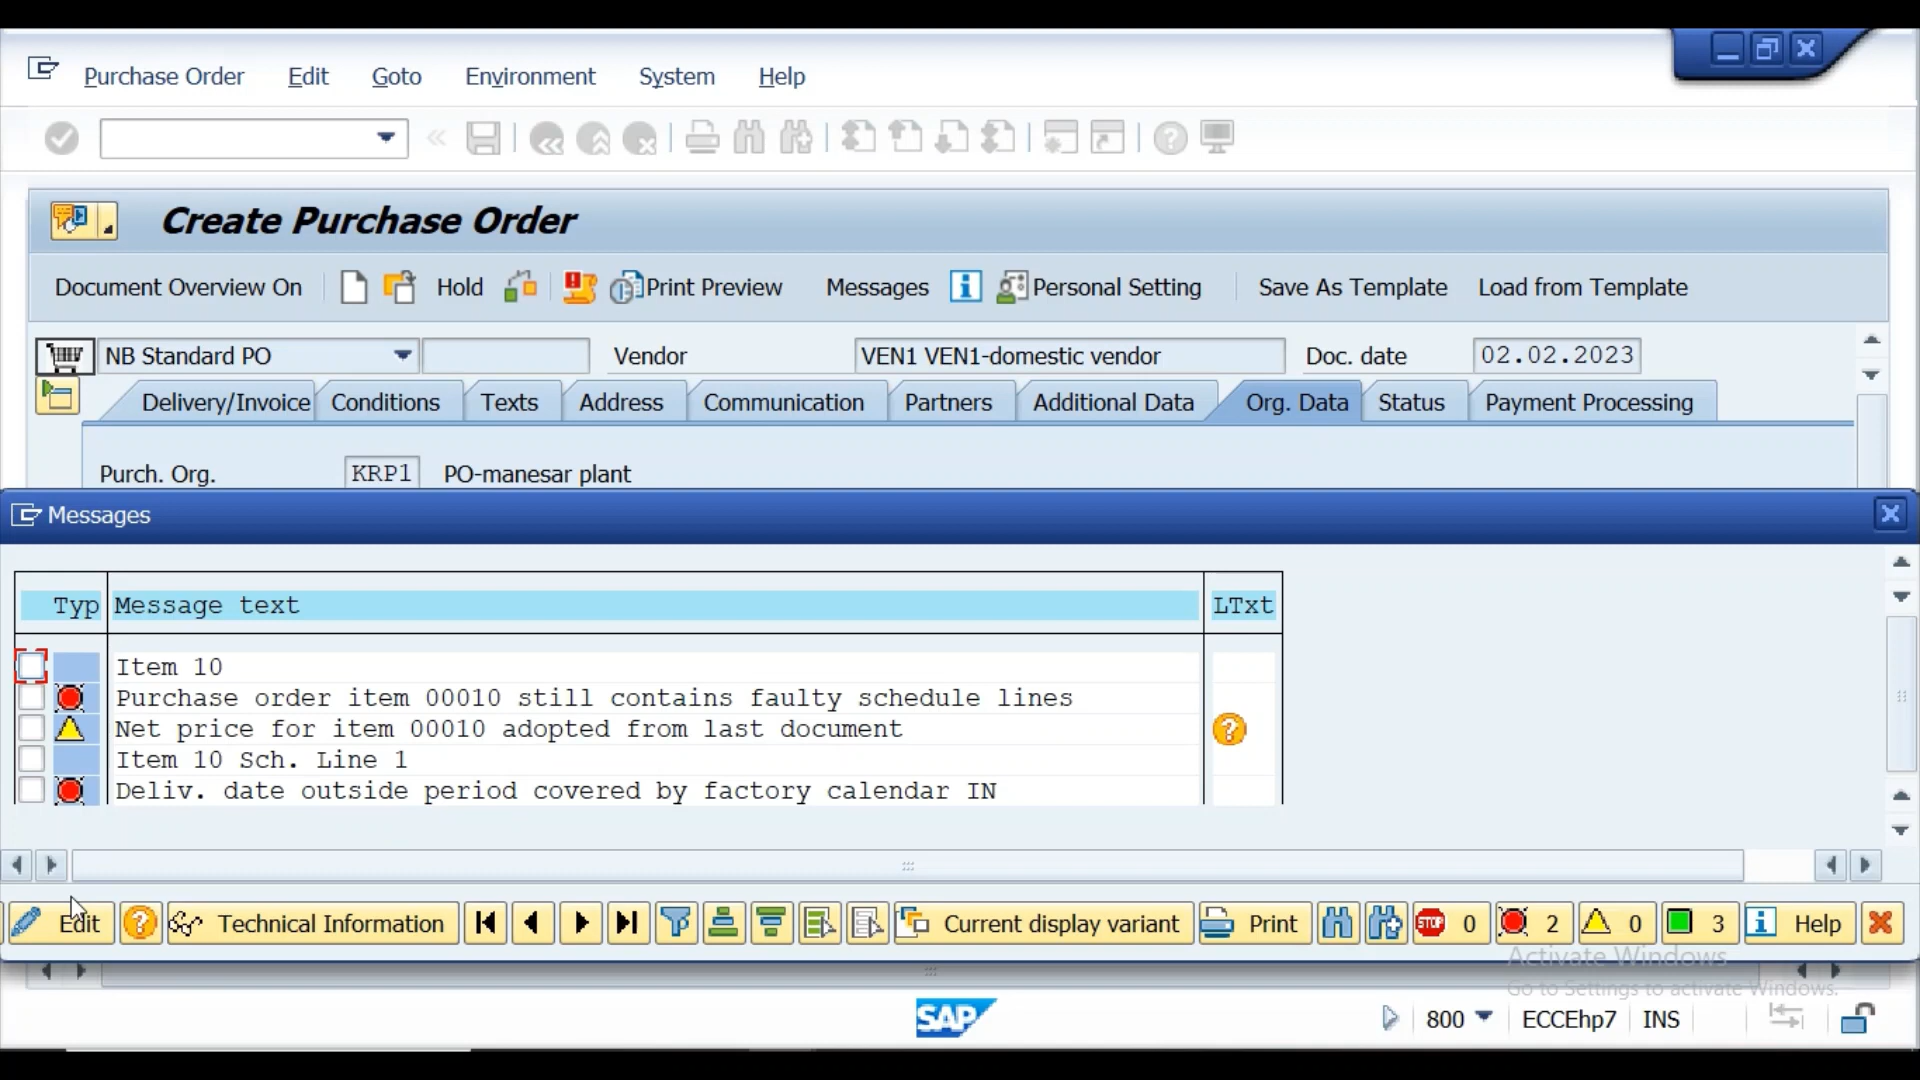 Purchase Order Edit Goto Environment System Help
Create Purchase Order
Document Overview On Hold Print Preview Messages Personal Setting Save As Template Load from Template
NB Standard PO Vendor VEN1 VEN1-domestic vendor Doc. date 02.02.2023
Delivery/Invoice Conditions Texts Address Communication Partners Additional Data Org. Data Status Payment Processing
Purch. Org. KRP1 PO-manesar plant
Messages
Typ Message text LTxt
Item 10
Purchase order item 00010 still contains faulty schedule lines
Net price for item 00010 adopted from last document
Item 10 Sch. Line 1
Deliv. date outside period covered by factory calendar IN
Edit Technical Information Current display variant Print STOP 0 2 0 3 Help
Activate Windows
Go to Settings to activate Windows.
SAP 800 ECCEhp7 INS